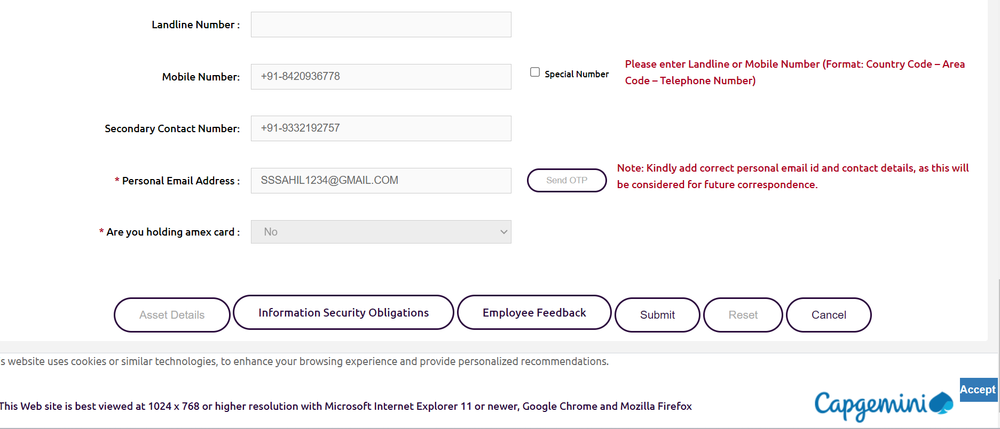 Landline Number :
Mobile Number: +91-8420936778 Special Number Please enter Landline or Mobile Number (Format: Country Code – Area
Code – Telephone Number)
Secondary Contact Number: +91-9332192757
* Personal Email Address : SSSAHIL1234@GMAIL.COM Send OTP Note: Kindly add correct personal email id and contact details, as this will
be considered for future correspondence.
* Are you holding amex card : No
Asset Details Information Security Obligations Employee Feedback Submit Reset Cancel
s website uses cookies or similar technologies, to enhance your browsing experience and provide personalized recommendations.
Accept
This Web site is best viewed at 1024 x 768 or higher resolution with Microsoft Internet Explorer 11 or newer, Google Chrome and Mozilla Firefox
Capgemini